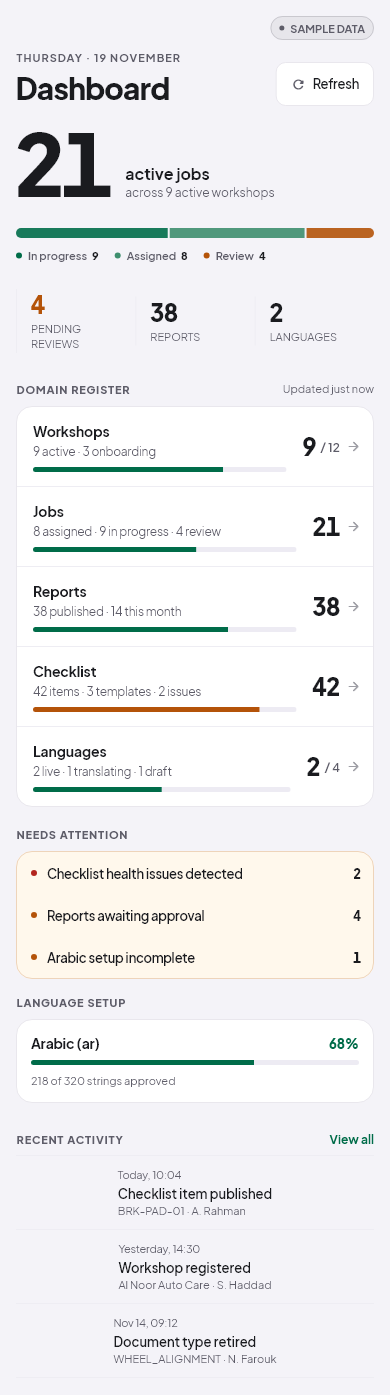 SAMPLE DATA
THURSDAY · 19 NOVEMBER
Dashboard
Refresh
21
active jobs
across 9 active workshops
In progress 9 Assigned 8 Review 4
4
PENDING
REVIEWS
38
REPORTS
2
LANGUAGES
DOMAIN REGISTER
Updated just now
Workshops
9 active · 3 onboarding
9 / 12
Jobs
8 assigned · 9 in progress · 4 review
21
Reports
38 published · 14 this month
38
Checklist
42 items · 3 templates · 2 issues
42
Languages
2 live · 1 translating · 1 draft
2 / 4
NEEDS ATTENTION
Checklist health issues detected 2
Reports awaiting approval 4
Arabic setup incomplete 1
LANGUAGE SETUP
Arabic (ar) 68%
218 of 320 strings approved
RECENT ACTIVITY View all
Today, 10:04
Checklist item published
BRK-PAD-01 · A. Rahman
Yesterday, 14:30
Workshop registered
Al Noor Auto Care · S. Haddad
Nov 14, 09:12
Document type retired
WHEEL_ALIGNMENT · N. Farouk